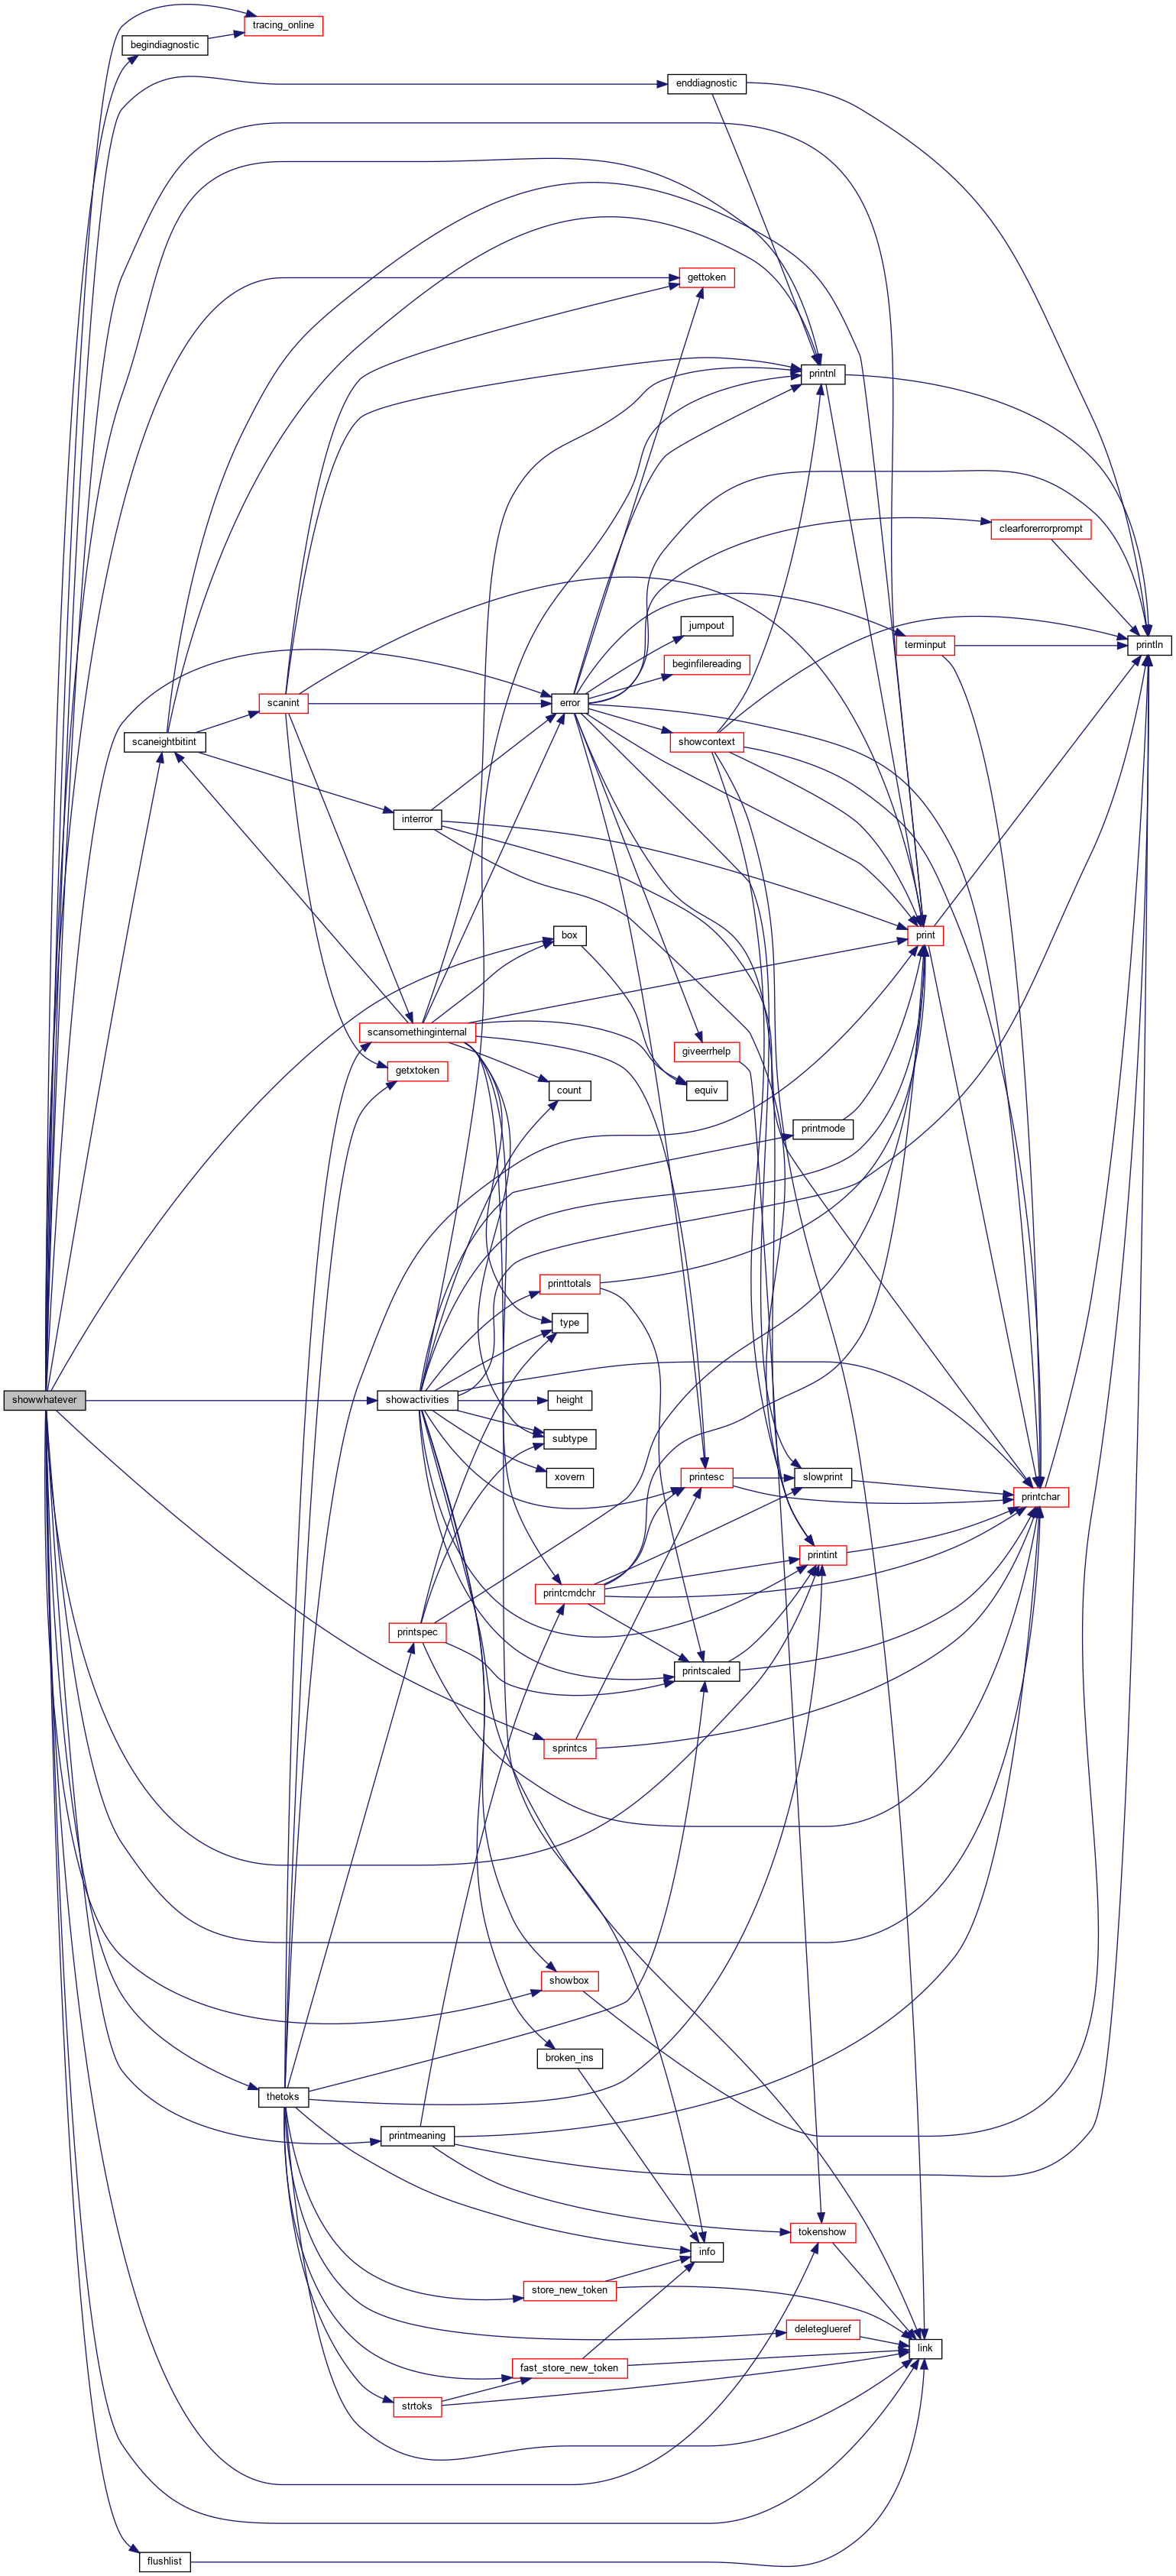 tracing_online
begindiagnostic
enddiagnostic
gettoken
printnl
clearforerrorprompt
jumpout
terminput
println
beginfilereading
scanint
error
scaneightbitint
showcontext
interror
box
print
scansomethinginternal
giveerrhelp
getxtoken
count
equiv
printmode
printtotals
type
showwhatever
showactivities
height
subtype
xovern
printesc
slowprint
printchar
printint
printcmdchr
printspec
printscaled
sprintcs
showbox
broken_ins
thetoks
printmeaning
tokenshow
info
store_new_token
deleteglueref
link
fast_store_new_token
strtoks
flushlist